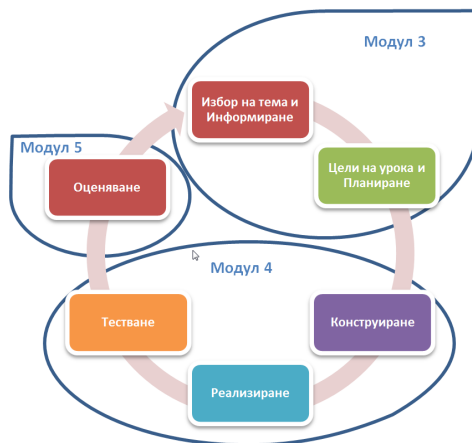 Модул 3
Избор на тема и
Информиране
Модул 5
Цели на урока и
Планиране
Оценяване
Модул 4
Тестване
Конструиране
Реализиране